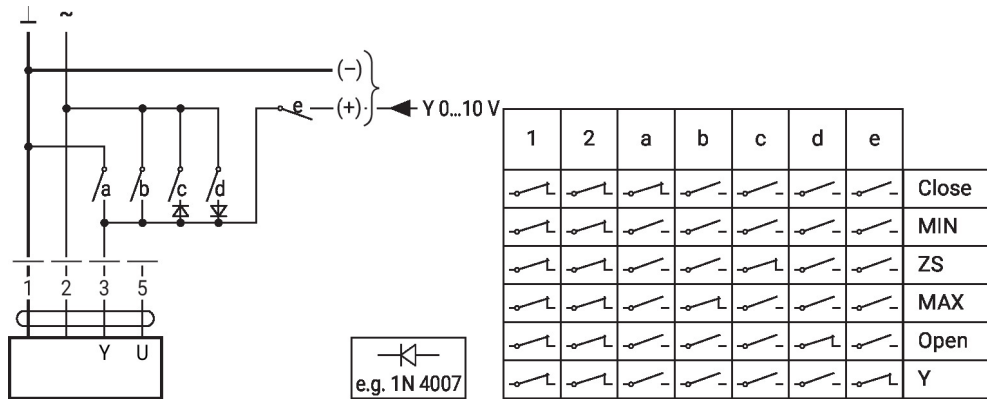 ⊥ ~
(–)
e (+) Y 0...10 V
a b c d
1 2 3 5
Y U
e.g. 1N 4007
1 2 a b c d e
Close
MIN
ZS
MAX
Open
Y